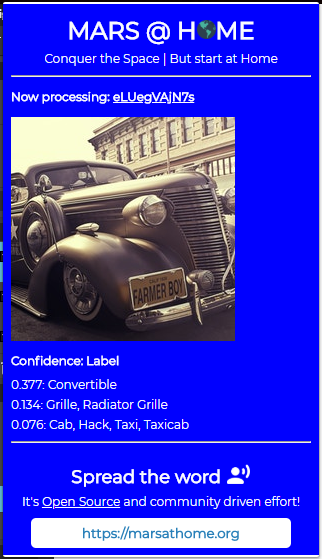 MARS @ H🌎ME
Conquer the Space | But start at Home
Now processing: eLUegVAjN7s
FARMER BOY
Confidence: Label
0.377: Convertible
0.134: Grille, Radiator Grille
0.076: Cab, Hack, Taxi, Taxicab
Spread the word
It's Open Source and community driven effort!
https://marsathome.org